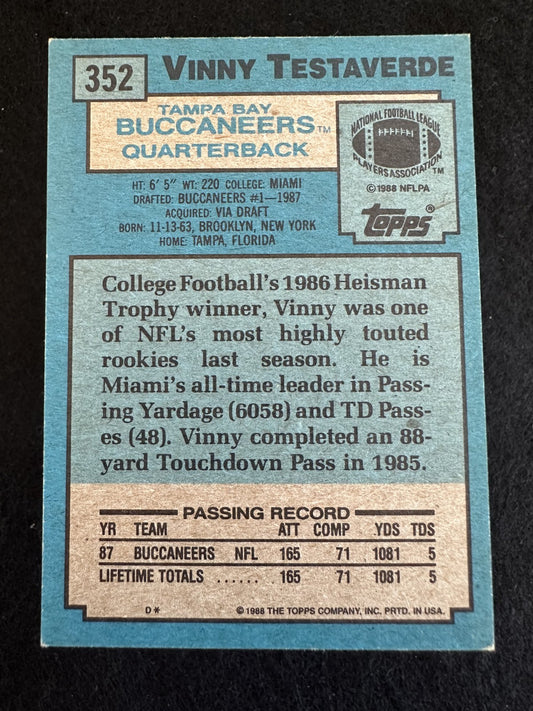 352 VINNY TESTAVERDE
TAMPA BAY
BUCCANEERS™
QUARTERBACK
NATIONAL FOOTBALL LEAGUE
PLAYERS ASSOCIATION™
© 1988 NFLPA
topps®
HT: 6' 5" WT: 220 COLLEGE: MIAMI
DRAFTED: BUCCANEERS #1—1987
ACQUIRED: VIA DRAFT
BORN: 11-13-63, BROOKLYN, NEW YORK
HOME: TAMPA, FLORIDA
College Football's 1986 Heisman
Trophy winner, Vinny was one
of NFL's most highly touted
rookies last season. He is
Miami's all-time leader in Pass-
ing Yardage (6058) and TD Pass-
es (48). Vinny completed an 88-
yard Touchdown Pass in 1985.
PASSING RECORD
YR TEAM ATT COMP .YDS TDS
87 BUCCANEERS NFL 165 71 1081 5
LIFETIME TOTALS ...... 165 71 1081 5
D* © 1988 THE TOPPS COMPANY, INC. PRTD. IN USA.